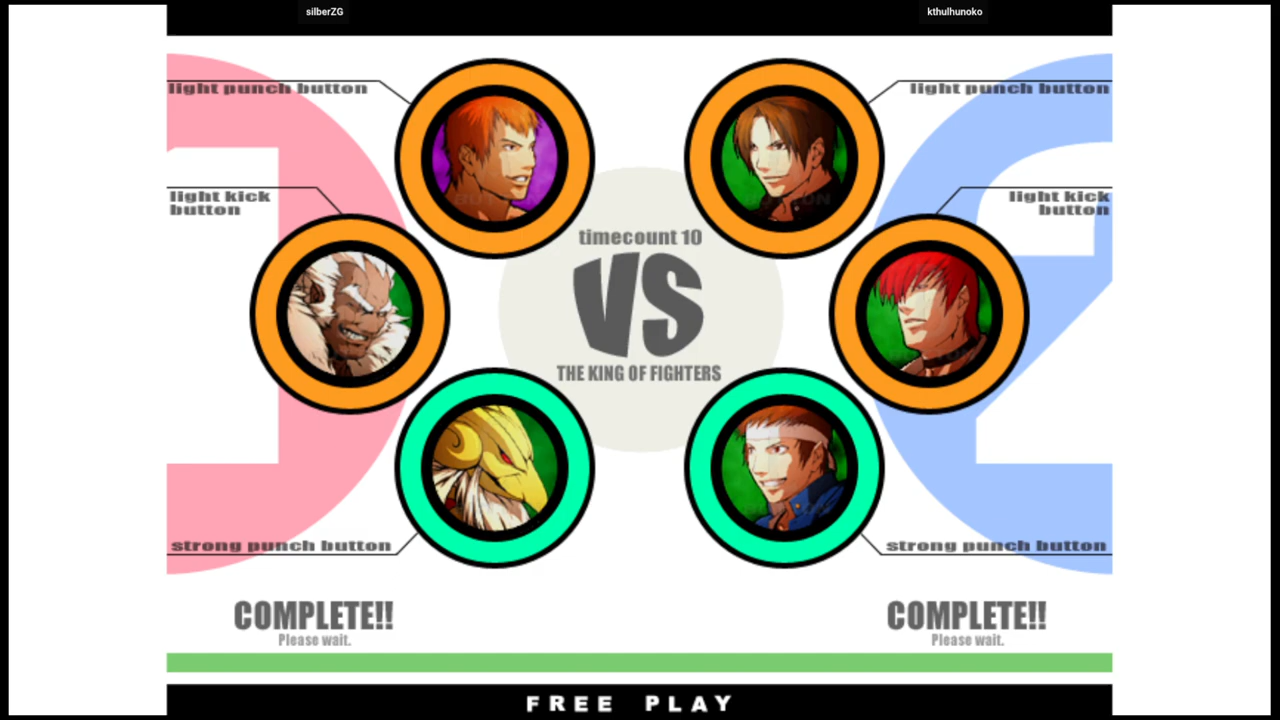 silberZG
kthulhunoko
light punch button
light punch button
light kick
button
light kick
button
timecount 10
VS
THE KING OF FIGHTERS
strong punch button
strong punch button
COMPLETE!!
Please wait.
COMPLETE!!
Please wait.
FREE PLAY